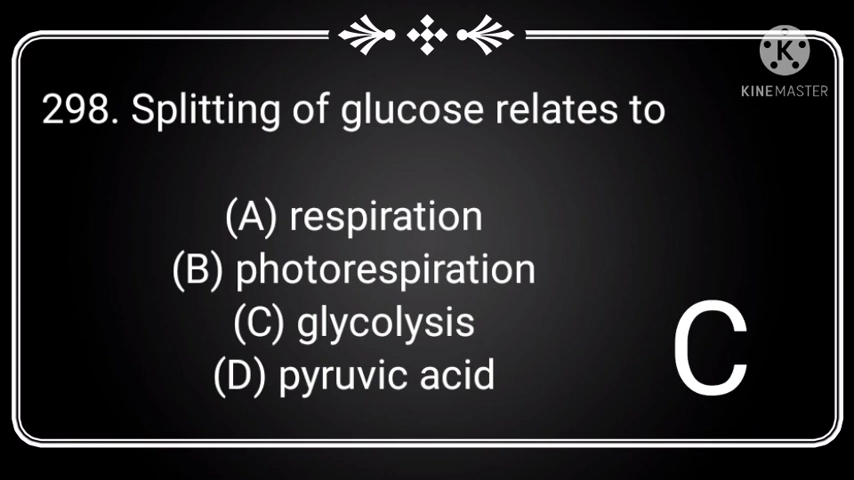 K
KINEMASTER
298. Splitting of glucose relates to
(A) respiration
(B) photorespiration
(C) glycolysis
(D) pyruvic acid
C